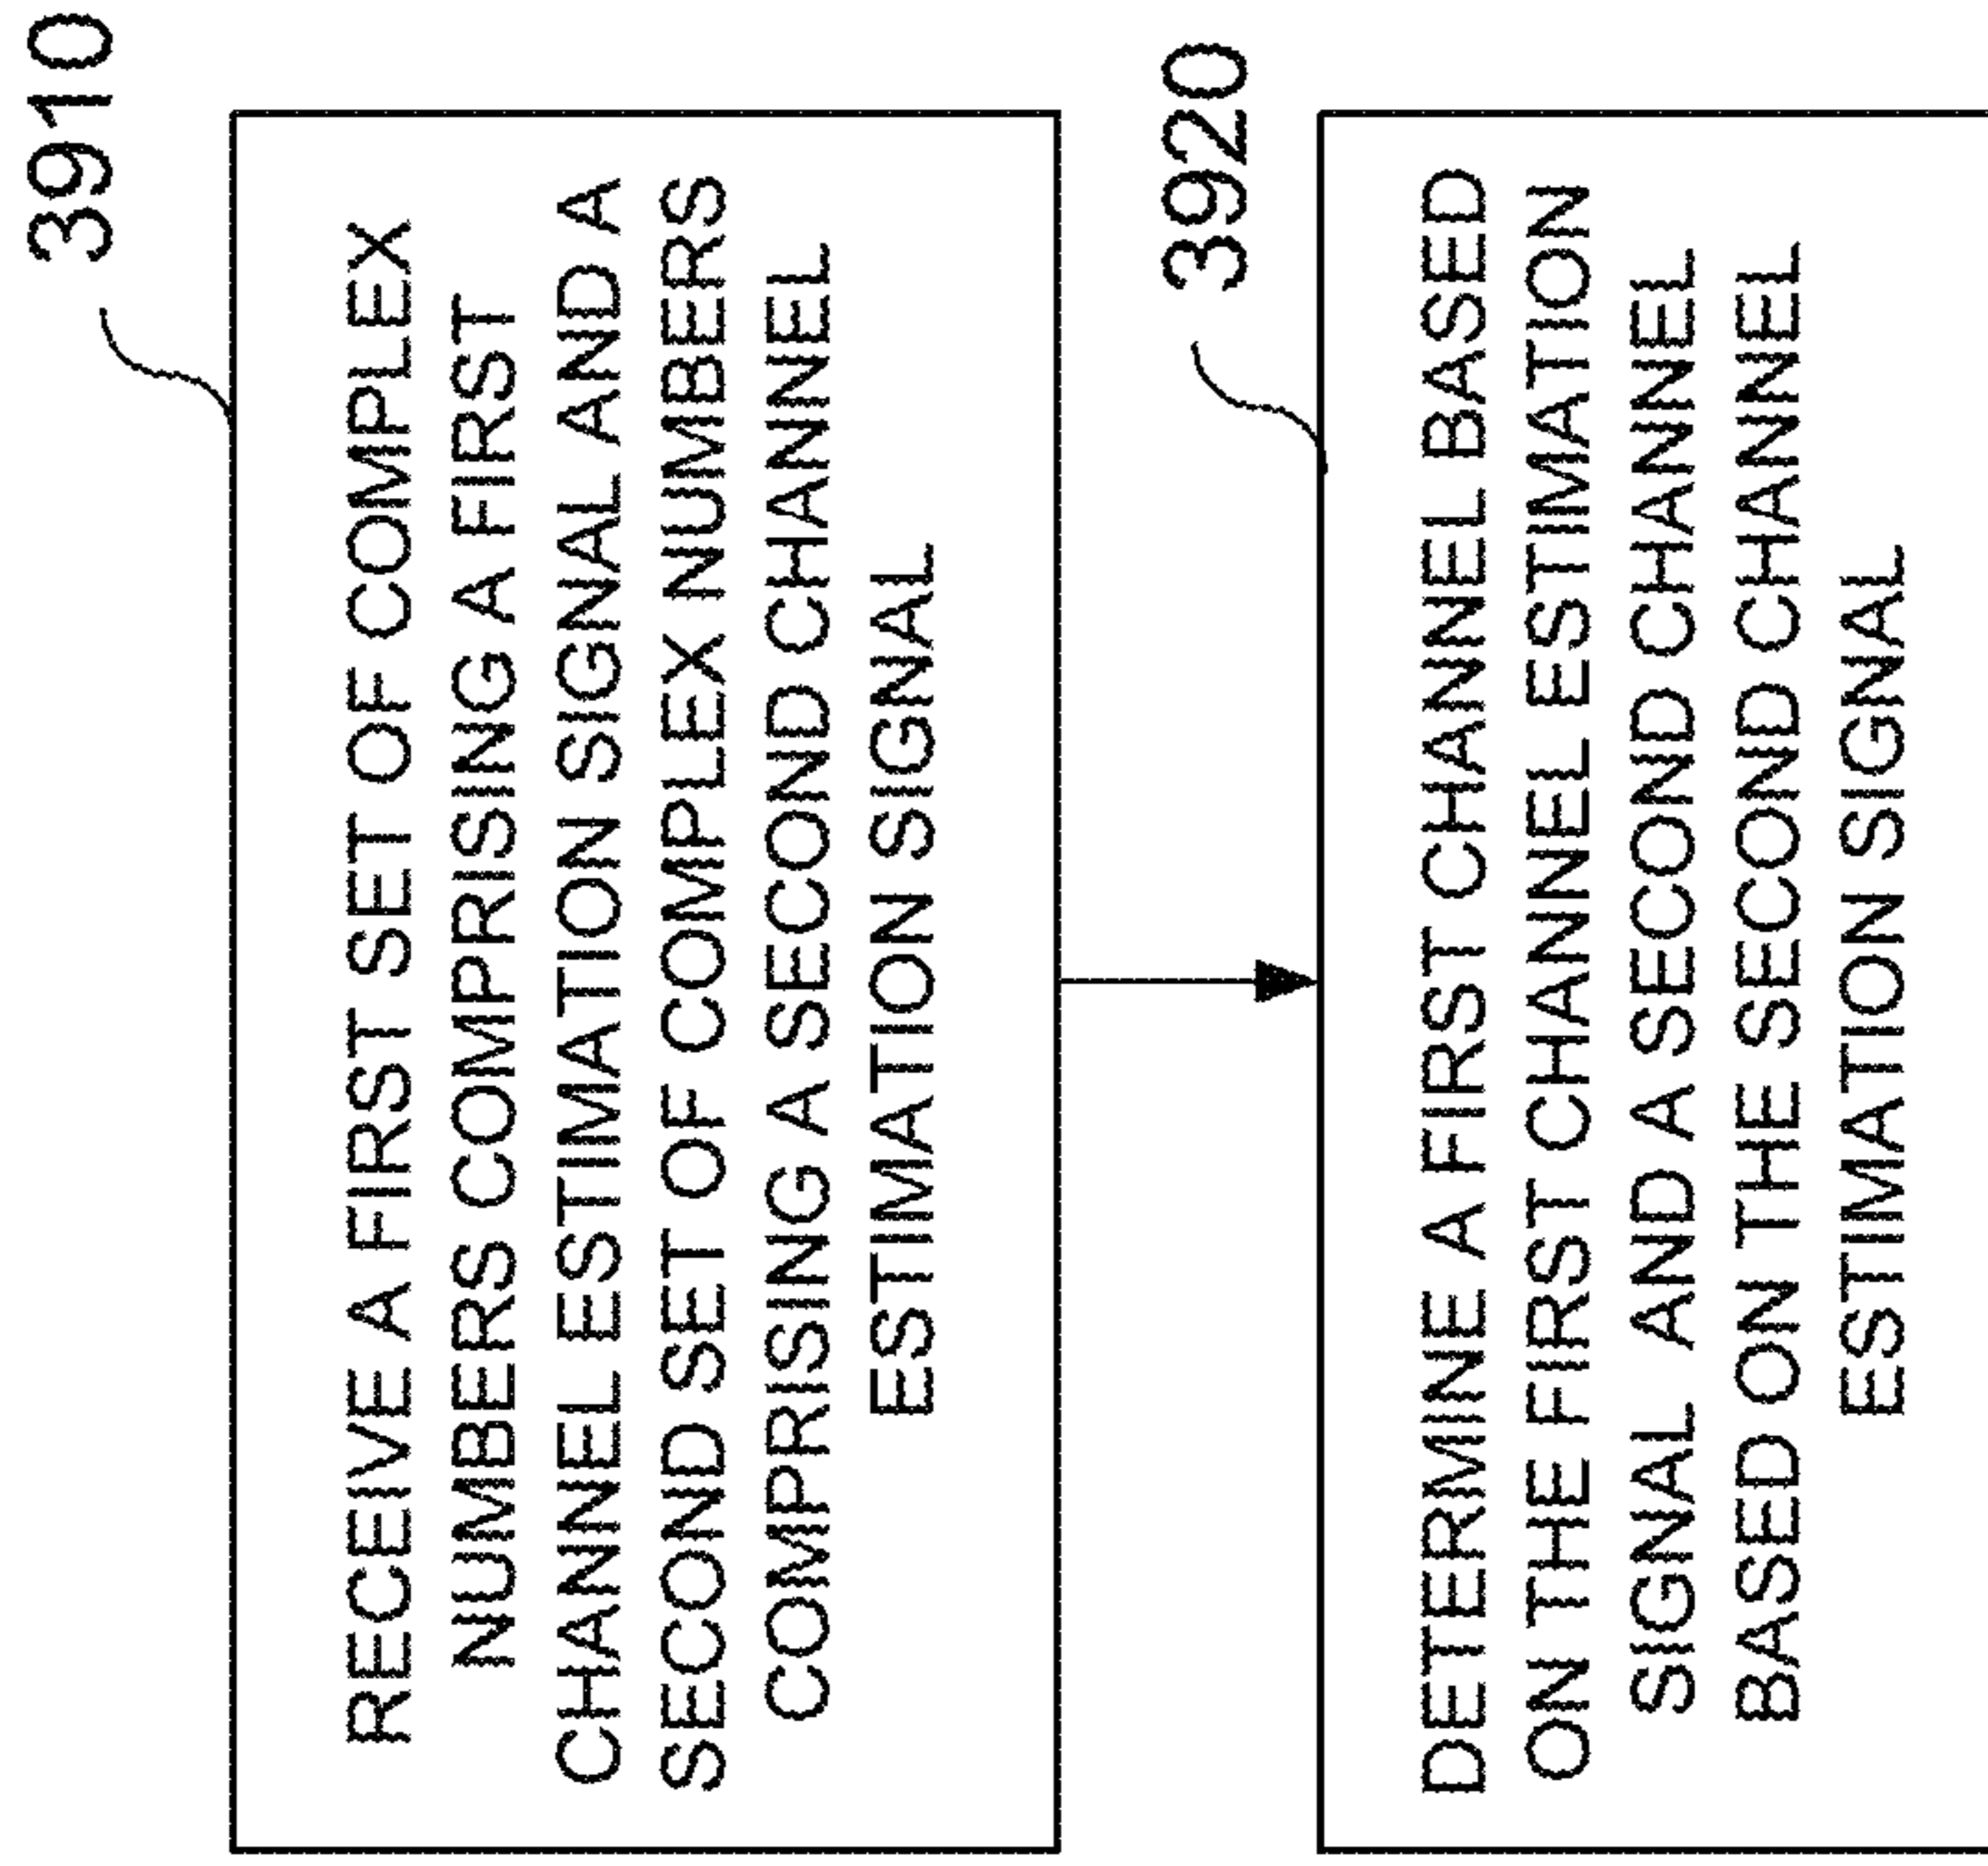 3910
RECEIVE A FIRST SET OF COMPLEX
NUMBERS COMPRISING A FIRST
CHANNEL ESTIMATION SIGNAL AND A
SECOND SET OF COMPLEX NUMBERS
COMPRISING A SECOND CHANNEL
ESTIMATION SIGNAL
3920
DETERMINE A FIRST CHANNEL BASED
ON THE FIRST CHANNEL ESTIMATION
SIGNAL AND A SECOND CHANNEL
BASED ON THE SECOND CHANNEL
ESTIMATION SIGNAL